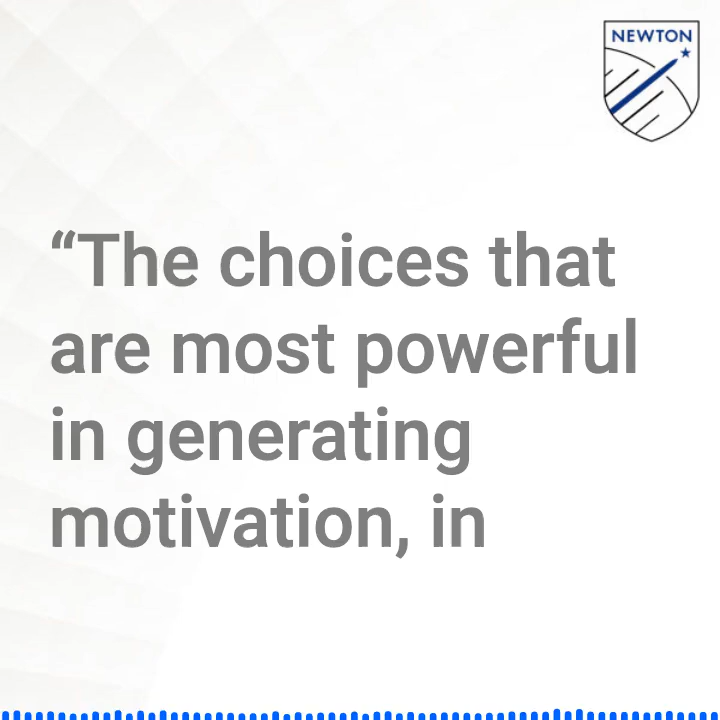 NEWTON
“The choices that
are most powerful
in generating
motivation, in